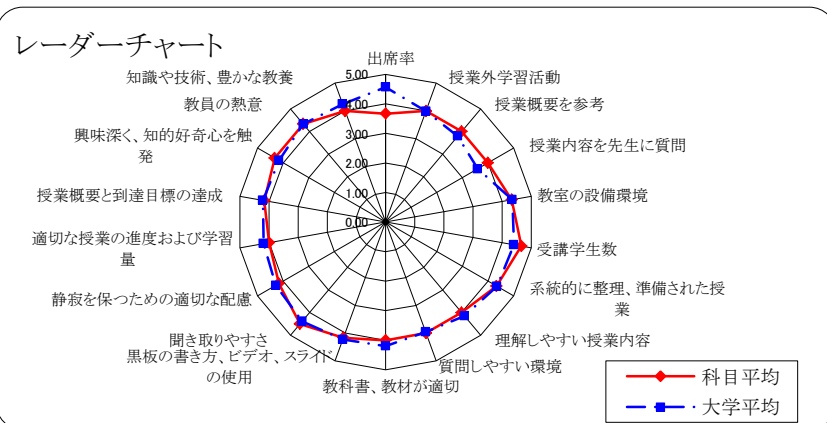 レーダーチャート
出席率
授業外学習活動
授業概要を参考
授業内容を先生に質問
教室の設備環境
受講学生数
系統的に整理、準備された授
業
理解しやすい授業内容
質問しやすい環境
教科書、教材が適切
黒板の書き方、ビデオ、スライド
の使用
聞き取りやすさ
静寂を保つための適切な配慮
適切な授業の進度および学習
量
授業概要と到達目標の達成
興味深く、知的好奇心を触
発
教員の熱意
知識や技術、豊かな教養
5.00
4.00
3.00
2.00
1.00
0.00
科目平均
大学平均